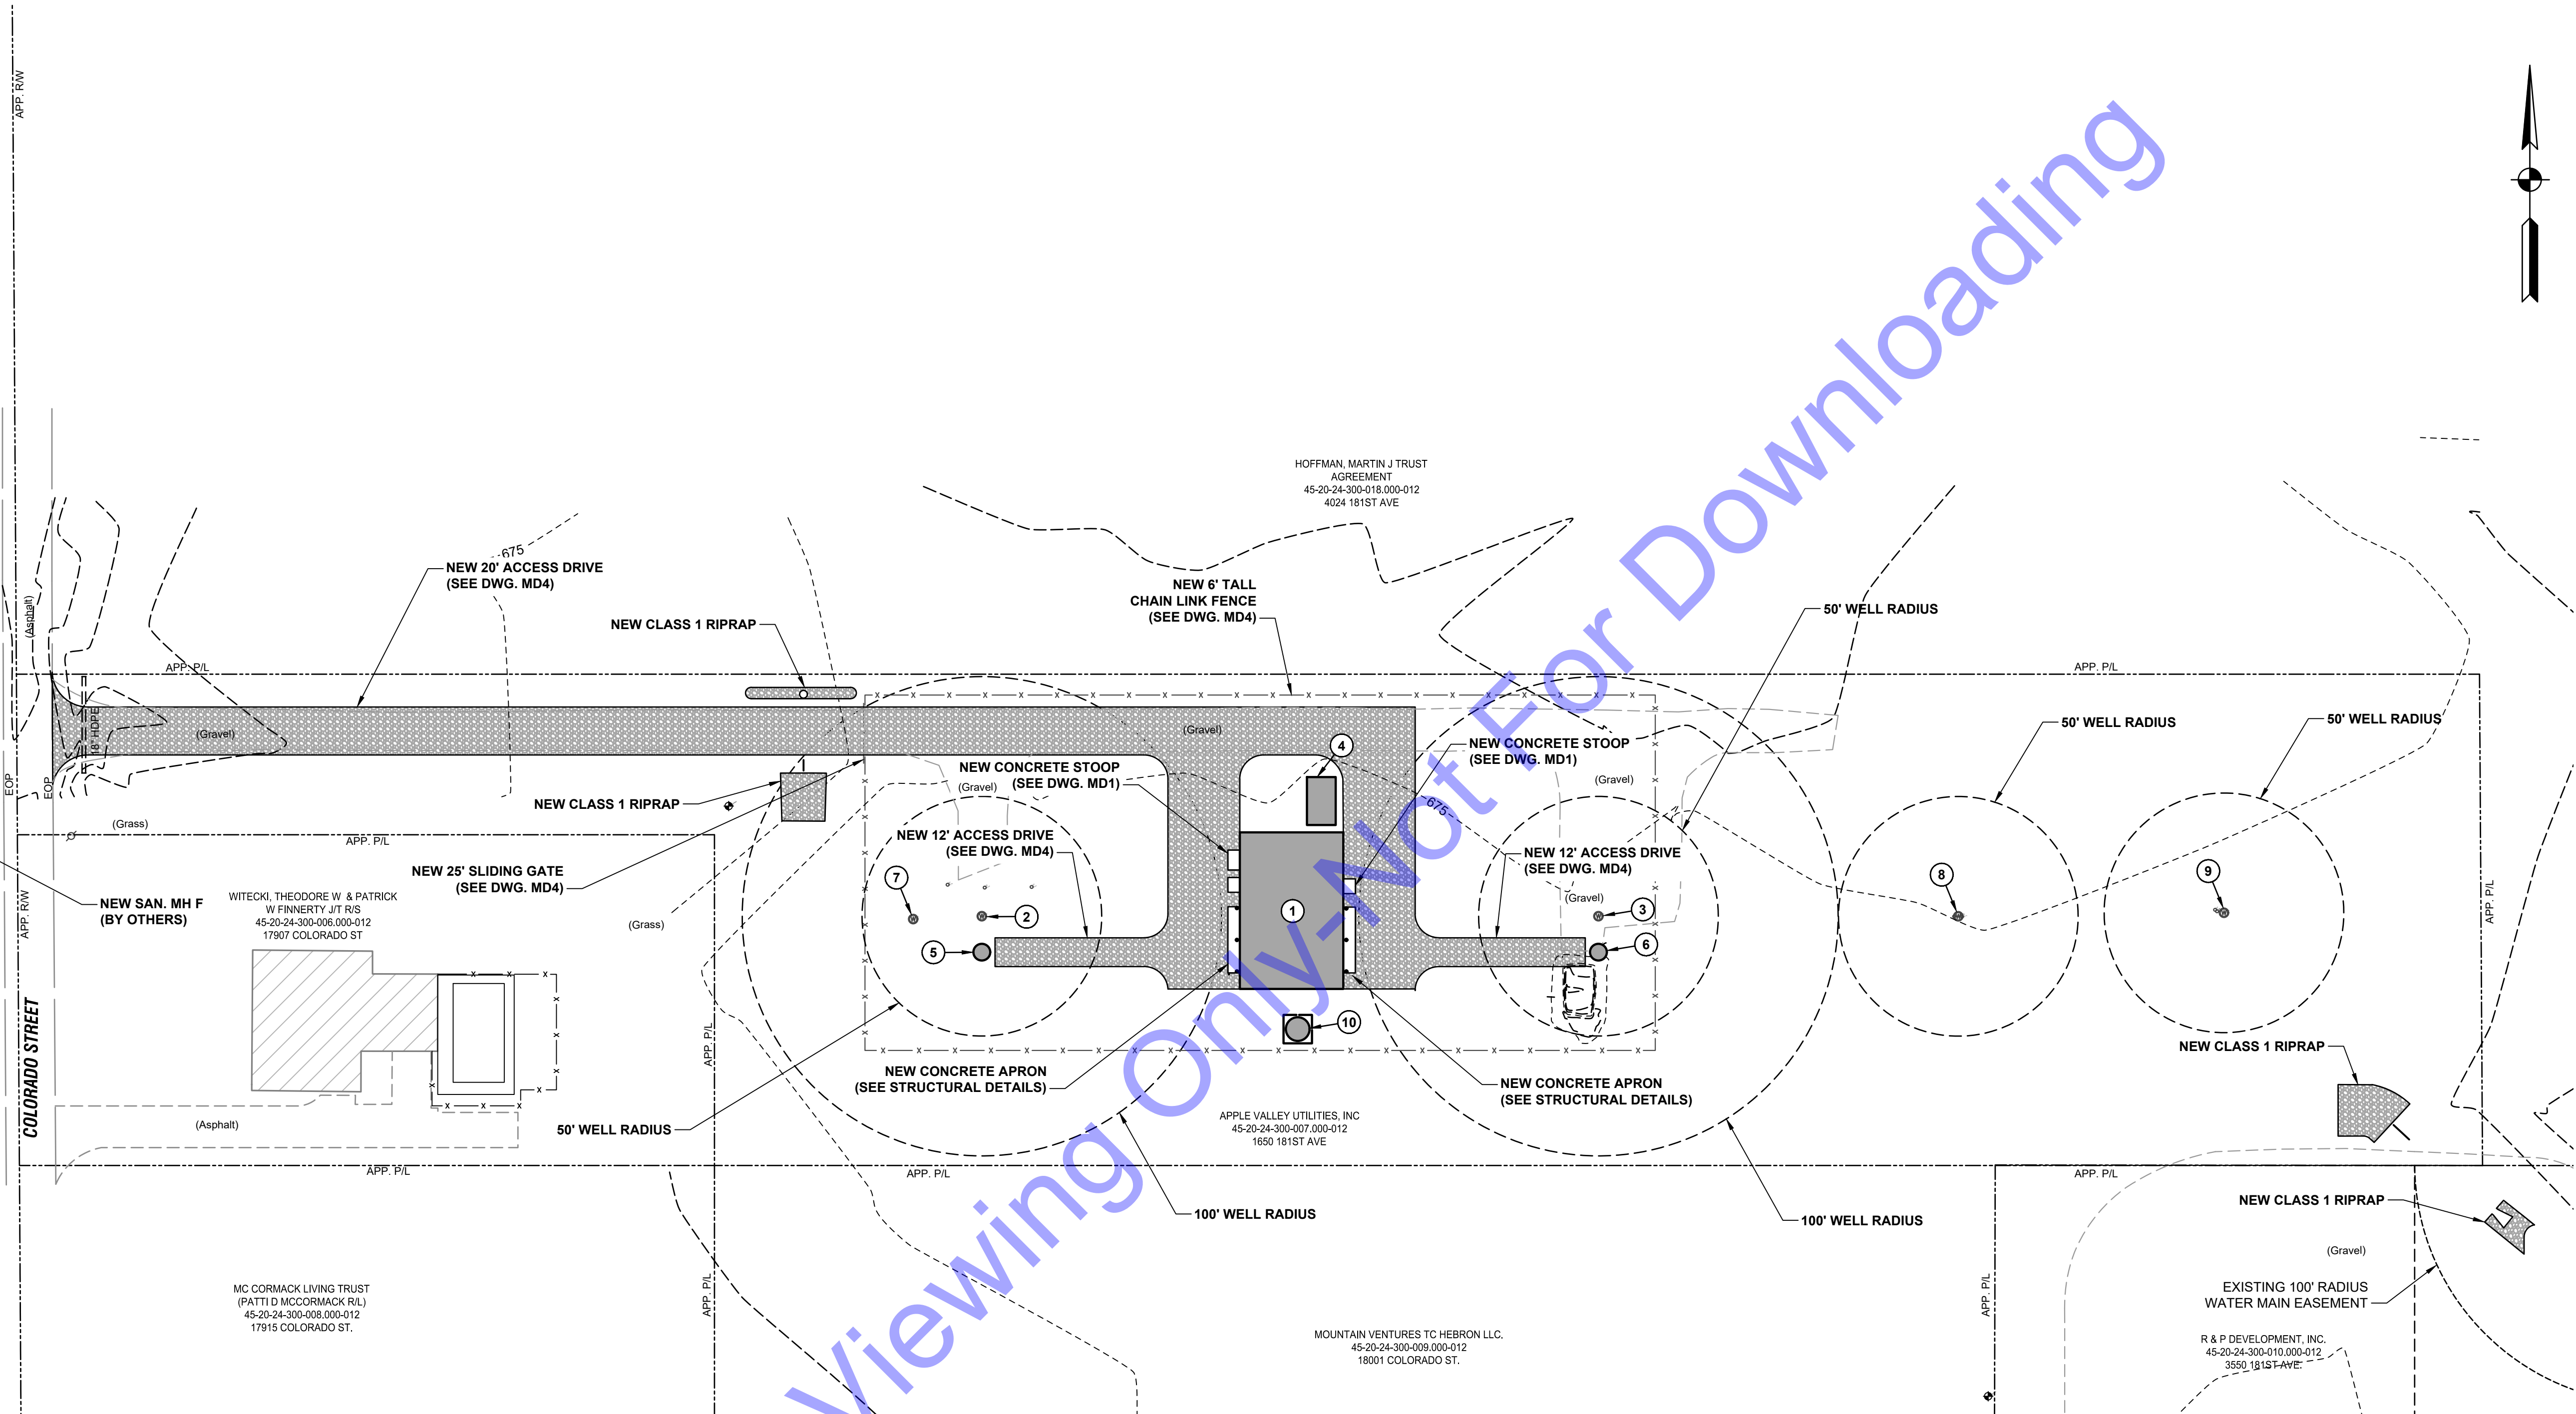 APP. R/W
HOFFMAN, MARTIN J TRUST
AGREEMENT
45-20-24-300-018.000-012
4024 181ST AVE
675
NEW 20' ACCESS DRIVE
(SEE DWG. MD4)
NEW 6' TALL
CHAIN LINK FENCE
(SEE DWG. MD4)
(Asphalt)
NEW CLASS 1 RIPRAP
50' WELL RADIUS
APP. P/L
APP. P/L
50' WELL RADIUS
50' WELL RADIUS
18" HDPE
(Gravel)
(Gravel)
4
NEW CONCRETE STOOP
(SEE DWG. MD1)
NEW CONCRETE STOOP
(SEE DWG. MD1)
(Gravel)
(Gravel)
EOP
EOP
NEW CLASS 1 RIPRAP
675
(Grass)
APP. P/L
NEW 12' ACCESS DRIVE
(SEE DWG. MD4)
NEW 12' ACCESS DRIVE
(SEE DWG. MD4)
NEW 25' SLIDING GATE
(SEE DWG. MD4)
7
8
9
NEW SAN. MH F
(BY OTHERS)
APP. R/W
WITECKI, THEODORE W & PATRICK
W FINNERTY J/T R/S
45-20-24-300-006.000-012
17907 COLORADO ST
(Grass)
2
1
(Gravel)
3
APP. P/L
5
6
10
COLORADO STREET
APP. P/L
NEW CLASS 1 RIPRAP
NEW CONCRETE APRON
(SEE STRUCTURAL DETAILS)
NEW CONCRETE APRON
(SEE STRUCTURAL DETAILS)
(Asphalt)
50' WELL RADIUS
APPLE VALLEY UTILITIES, INC
45-20-24-300-007.000-012
1650 181ST AVE
APP. P/L
APP. P/L
APP. P/L
NEW CLASS 1 RIPRAP
100' WELL RADIUS
100' WELL RADIUS
(Gravel)
APP. P/L
APP. P/L
MC CORMACK LIVING TRUST
(PATTI D MCCORMACK R/L)
45-20-24-300-008.000-012
17915 COLORADO ST.
EXISTING 100' RADIUS
WATER MAIN EASEMENT
MOUNTAIN VENTURES TC HEBRON LLC.
45-20-24-300-009.000-012
18001 COLORADO ST.
R & P DEVELOPMENT, INC.
45-20-24-300-010.000-012
3550 181ST AVE.
Viewing Only-Not For Downloading